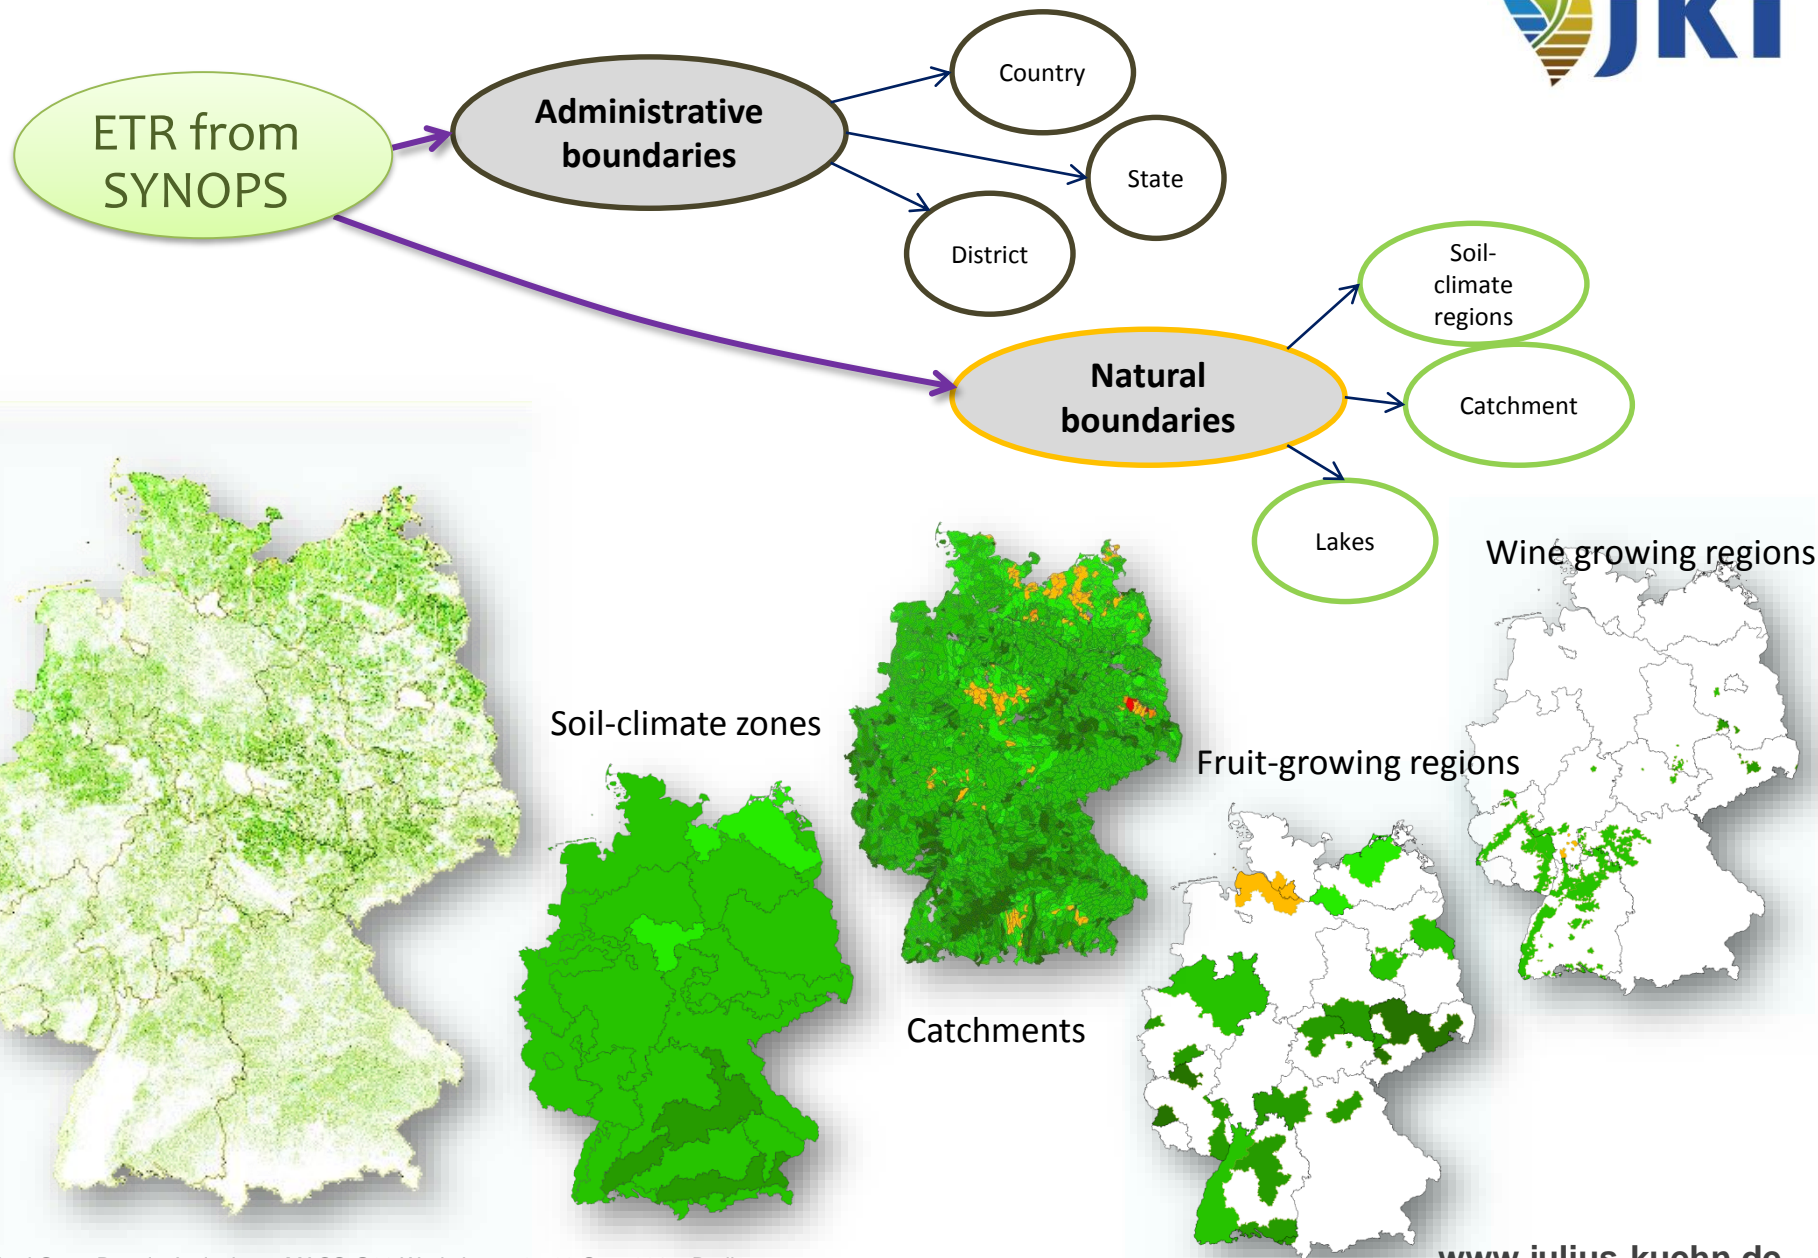 JKI
ETR from
SYNOPS
Administrative
boundaries
Country
State
District
Natural
boundaries
Soil-
climate
regions
Catchment
Lakes
Wine growing regions
Soil-climate zones
Fruit-growing regions
Catchments
www.julius-kuehn.de